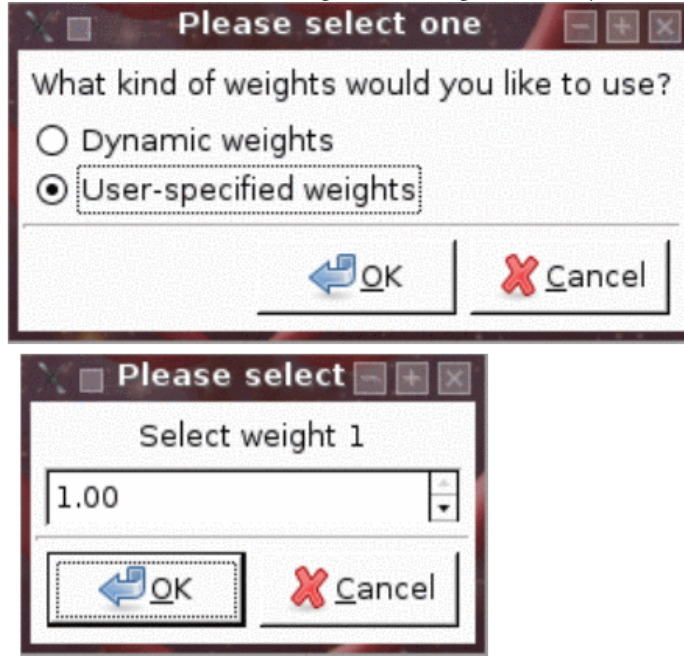 Please select one
What kind of weights would you like to use?
Dynamic weights
User-specified weights
OK
Cancel
Please select
Select weight 1
1.00
OK
Cancel